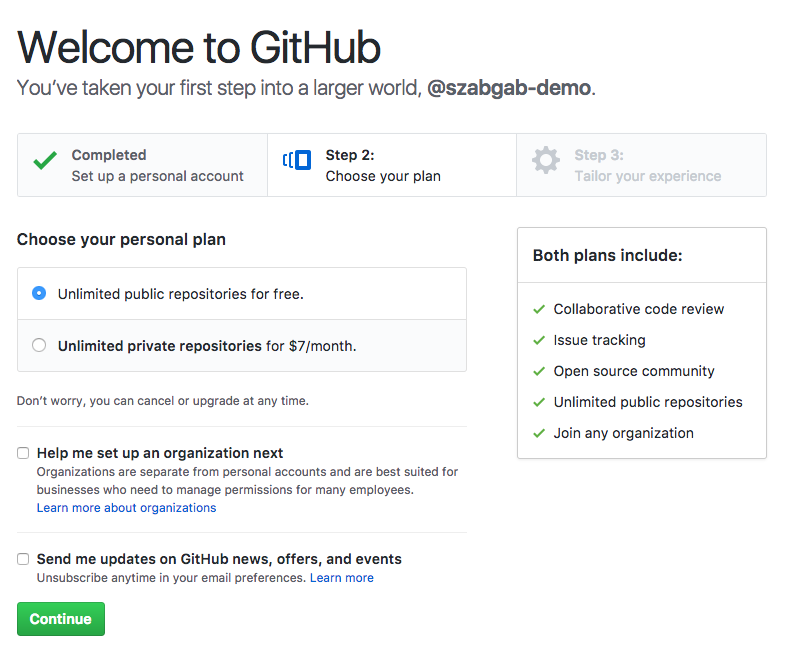 Welcome to GitHub
You’ve taken your first step into a larger world, @szabgab-demo.
Completed
Set up a personal account
Step 2:
Choose your plan
Step 3:
Tailor your experience
Choose your personal plan
Unlimited public repositories for free.
Unlimited private repositories for $7/month.
Don’t worry, you can cancel or upgrade at any time.
Help me set up an organization next
Organizations are separate from personal accounts and are best suited for
businesses who need to manage permissions for many employees.
Learn more about organizations
Send me updates on GitHub news, offers, and events
Unsubscribe anytime in your email preferences. Learn more
Continue
Both plans include:
Collaborative code review
Issue tracking
Open source community
Unlimited public repositories
Join any organization